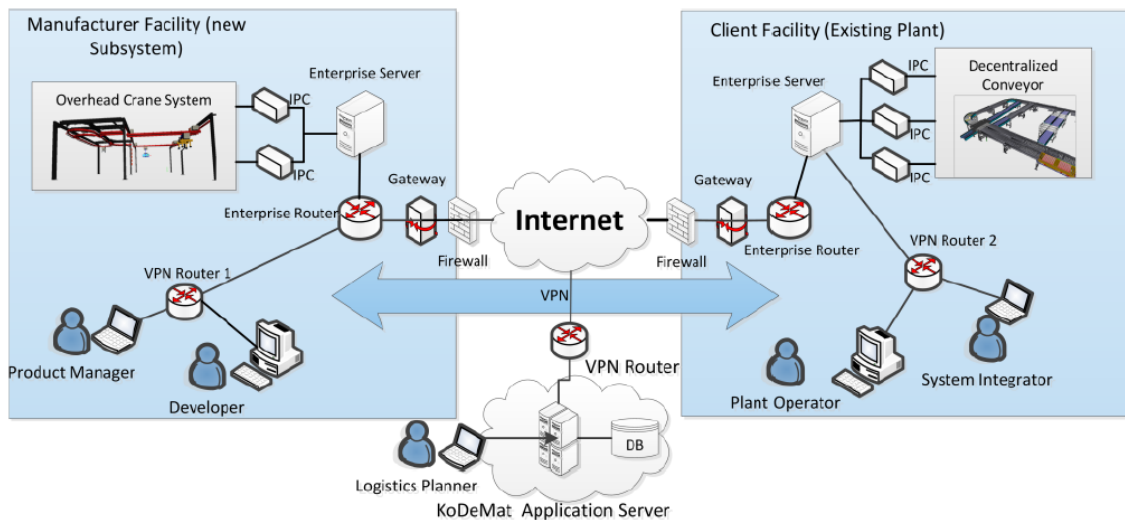 Manufacturer Facility (new
Subsystem)
Enterprise Server
Overhead Crane System
IPC
IPC
Gateway
Enterprise Router
Firewall
VPN Router 1
Product Manager
Developer
Internet
VPN
VPN Router
DB
Logistics Planner
KoDeMat Application Server
Client Facility (Existing Plant)
Enterprise Server
IPC
IPC
IPC
Decentralized
Conveyor
Gateway
Firewall
Enterprise Router
VPN Router 2
System Integrator
Plant Operator